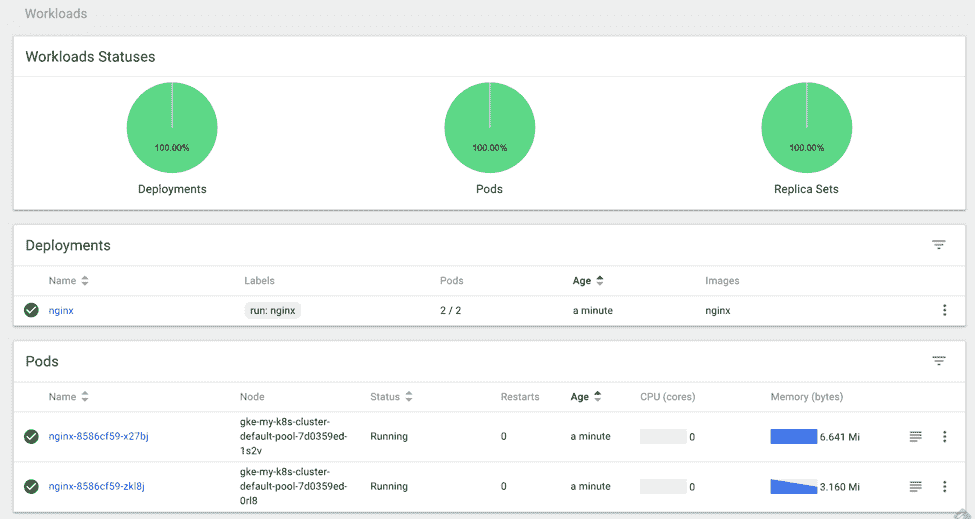 Workloads
Workloads Statuses
100.00%
100.00%
100.00%
Deployments
Pods
Replica Sets
Deployments
Name Labels Pods Age Images
nginx run: nginx 2 / 2 a minute nginx
Pods
Name Node Status Restarts Age CPU (cores) Memory (bytes)
gke-my-k8s-cluster-
nginx-8586cf59-x27bj default-pool-7d0359ed- Running 0 a minute 0 6.641 Mi
1s2v
gke-my-k8s-cluster-
nginx-8586cf59-zkl8j default-pool-7d0359ed- Running 0 a minute 0 3.160 Mi
0rl8